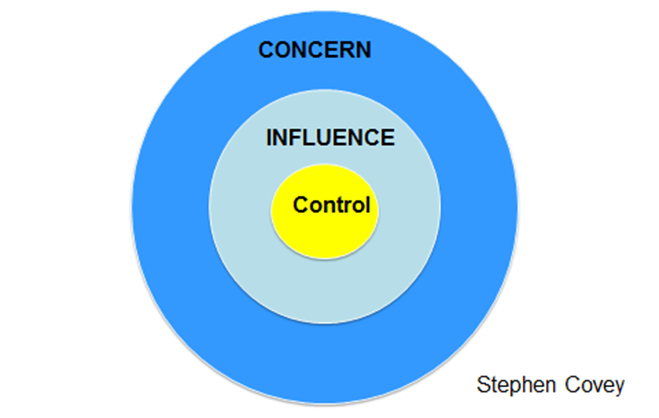 CONCERN
INFLUENCE
Control
Stephen Covey